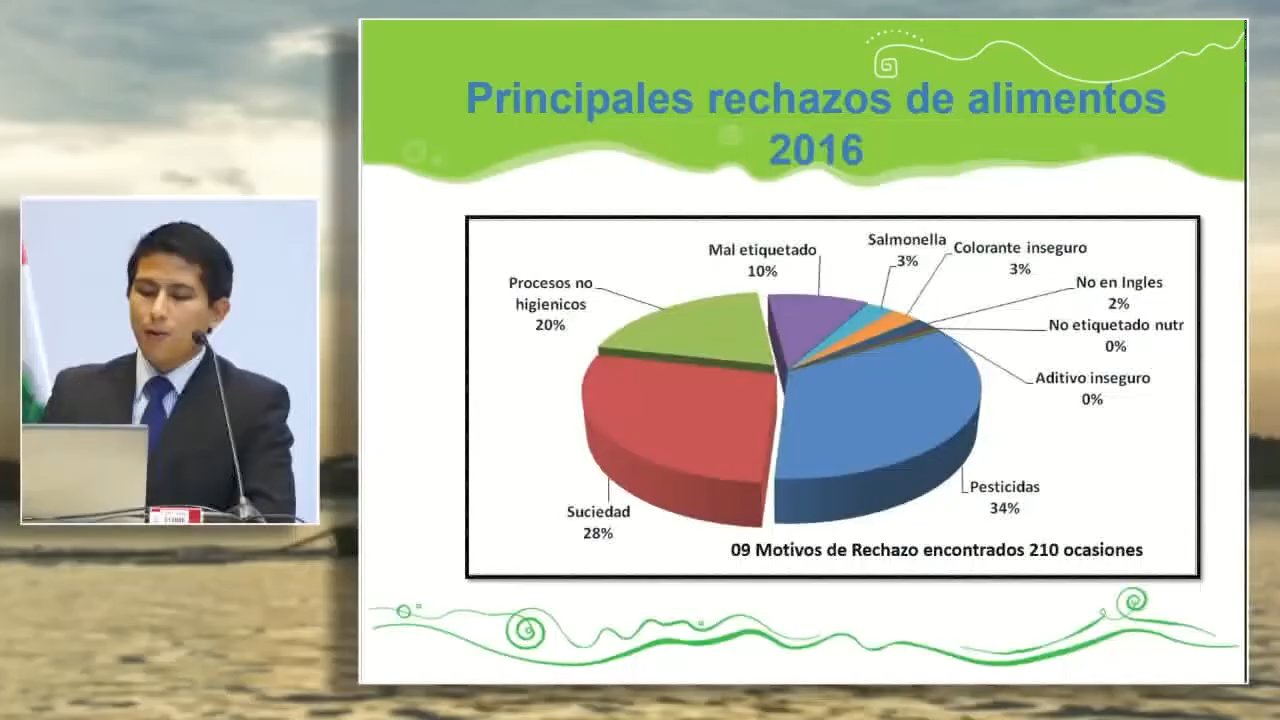 Principales rechazos de alimentos
2016
Mal etiquetado
10%
Salmonella
3%
Colorante inseguro
3%
Procesos no
higienicos
20%
No en Ingles
2%
No etiquetado nutr
0%
Aditivo inseguro
0%
Pesticidas
34%
Suciedad
28%
09 Motivos de Rechazo encontrados 210 ocasiones